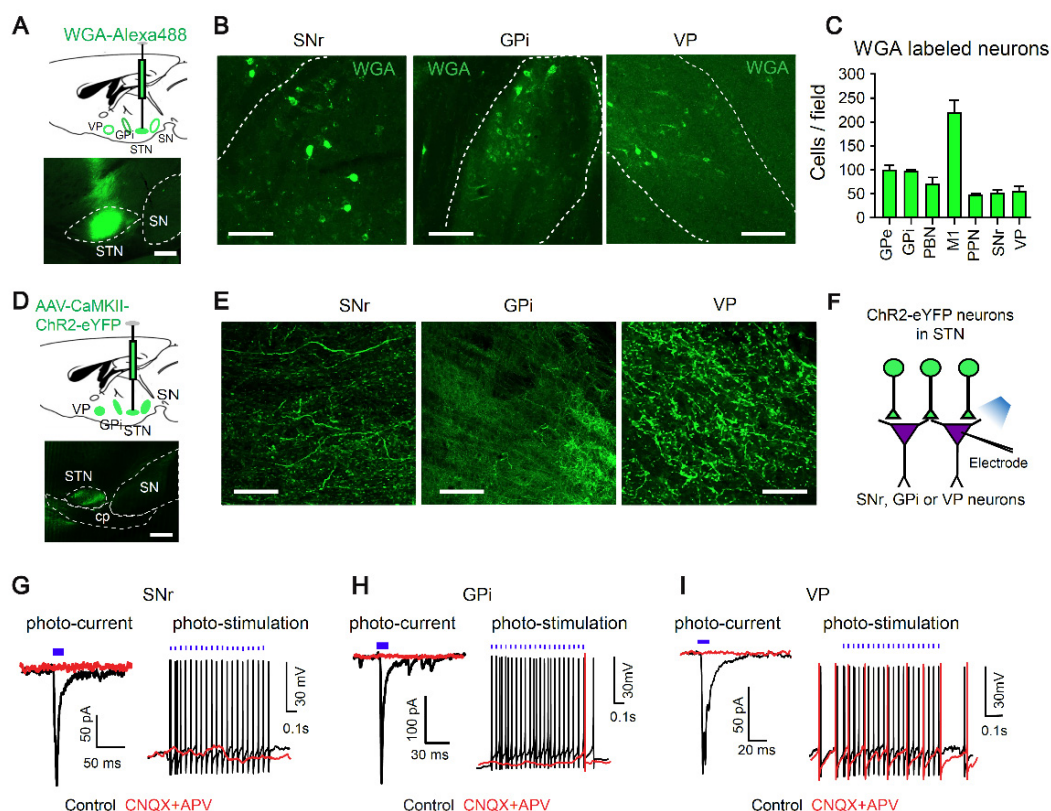 A
WGA-Alexa488
VP
GPi
STN
SN
SN
STN
B
SNr
GPi
VP
WGA
WGA
WGA
C
WGA labeled neurons
Cells / field
300
250
200
150
100
50
0
GPe
GPi
PBN
M1
PPN
SNr
VP
D
AAV-CaMKII-
ChR2-eYFP
SN
VP
GPi
STN
STN
SN
cp
E
SNr
GPi
VP
F
ChR2-eYFP neurons
in STN
Electrode
SNr, GPi or VP neurons
G
SNr
photo-current
photo-stimulation
50 pA
50 ms
30 mV
0.1s
Control CNQX+APV
H
GPi
photo-current
photo-stimulation
100 pA
30 ms
30mV
0.1s
I
VP
photo-current
photo-stimulation
50 pA
20 ms
30mV
0.1s
Control CNQX+APV